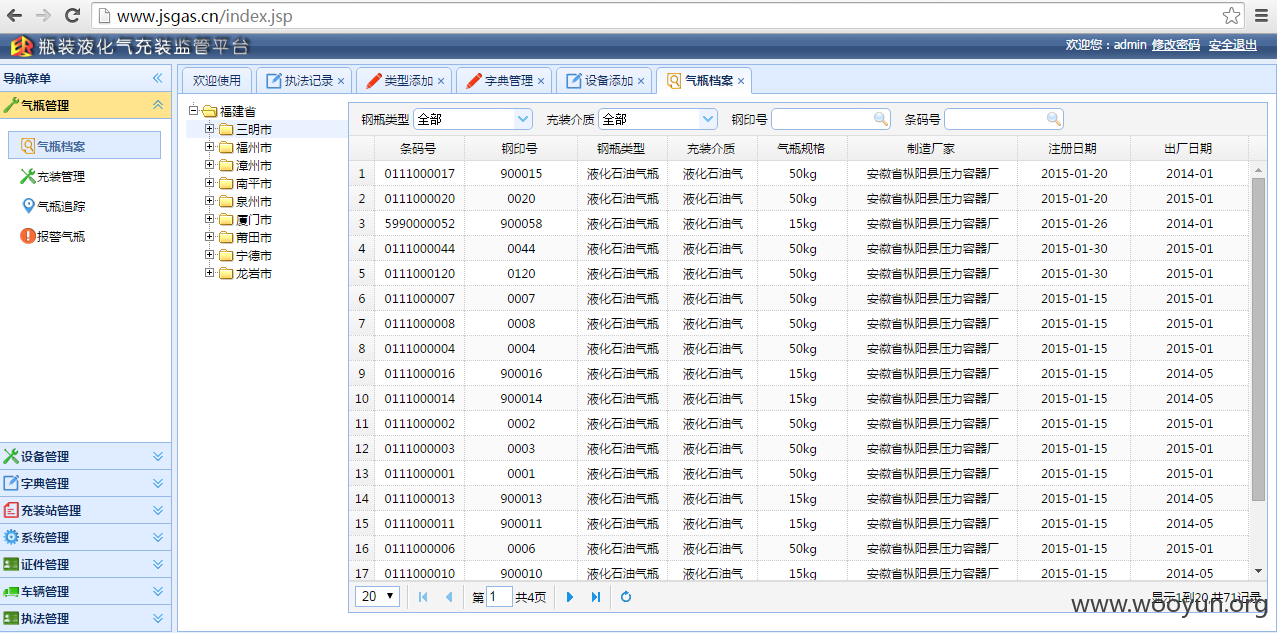 www.jsgas.cn/index.jsp
瓶装液化气充装监管平台
欢迎您：admin 修改密码 安全退出
导航菜单
气瓶管理
气瓶档案
充装管理
气瓶追踪
报警气瓶
设备管理
字典管理
充装站管理
系统管理
证件管理
车辆管理
执法管理
欢迎使用 执法记录 × 类型添加 × 字典管理 × 设备添加 × 气瓶档案 ×
福建省
三明市
福州市
漳州市
南平市
泉州市
厦门市
莆田市
宁德市
龙岩市
钢瓶类型 全部 充装介质 全部 钢印号 条码号
条码号 钢印号 钢瓶类型 充装介质 气瓶规格 制造厂家 注册日期 出厂日期
1 0111000017 900015 液化石油气瓶 液化石油气 50kg 安徽省枞阳县压力容器厂 2015-01-20 2014-01
2 0111000020 0020 液化石油气瓶 液化石油气 50kg 安徽省枞阳县压力容器厂 2015-01-20 2015-01
3 5990000052 900058 液化石油气瓶 液化石油气 15kg 安徽省枞阳县压力容器厂 2015-01-26 2014-01
4 0111000044 0044 液化石油气瓶 液化石油气 50kg 安徽省枞阳县压力容器厂 2015-01-30 2015-01
5 0111000120 0120 液化石油气瓶 液化石油气 50kg 安徽省枞阳县压力容器厂 2015-01-30 2015-01
6 0111000007 0007 液化石油气瓶 液化石油气 50kg 安徽省枞阳县压力容器厂 2015-01-15 2015-01
7 0111000008 0008 液化石油气瓶 液化石油气 50kg 安徽省枞阳县压力容器厂 2015-01-15 2015-01
8 0111000004 0004 液化石油气瓶 液化石油气 50kg 安徽省枞阳县压力容器厂 2015-01-15 2015-01
9 0111000016 900016 液化石油气瓶 液化石油气 15kg 安徽省枞阳县压力容器厂 2015-01-15 2014-05
10 0111000014 900014 液化石油气瓶 液化石油气 15kg 安徽省枞阳县压力容器厂 2015-01-15 2014-05
11 0111000002 0002 液化石油气瓶 液化石油气 50kg 安徽省枞阳县压力容器厂 2015-01-15 2015-01
12 0111000003 0003 液化石油气瓶 液化石油气 50kg 安徽省枞阳县压力容器厂 2015-01-15 2015-01
13 0111000001 0001 液化石油气瓶 液化石油气 50kg 安徽省枞阳县压力容器厂 2015-01-15 2015-01
14 0111000013 900013 液化石油气瓶 液化石油气 15kg 安徽省枞阳县压力容器厂 2015-01-15 2014-05
15 0111000011 900011 液化石油气瓶 液化石油气 15kg 安徽省枞阳县压力容器厂 2015-01-15 2014-05
16 0111000006 0006 液化石油气瓶 液化石油气 50kg 安徽省枞阳县压力容器厂 2015-01-15 2015-01
17 0111000010 900010 液化石油气瓶 液化石油气 15kg 安徽省枞阳县压力容器厂 2015-01-15 2014-05
20 第 1 共4页 显示1到20,共71记录
www.wooyun.org